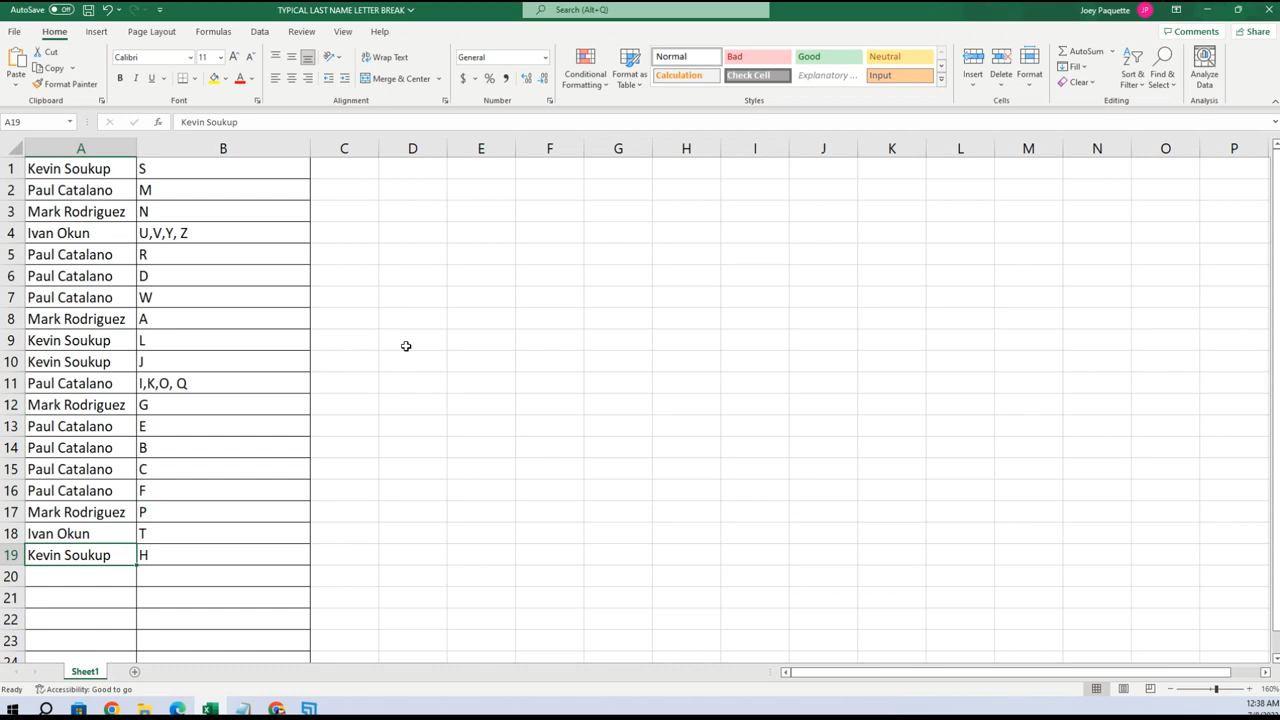 AutoSave Off TYPICAL LAST NAME LETTER BREAK Search (Alt+Q) Joey Paquette JP
File Home Insert Page Layout Formulas Data Review View Help Comments Share
Paste Cut Copy Format Painter Clipboard
Calibri 11 A A B I U A Font
Wrap Text Merge & Center Alignment
General $ % , Number
Conditional Formatting Format as Table
Normal Bad Good Neutral
Calculation Check Cell Explanatory ... Input
Styles
Insert Delete Format Cells
AutoSum Fill Clear Sort & Filter Find & Select Editing
Analyze Data Analysis
A19 fx Kevin Soukup
A B C D E F G H I J K L M N O P
1 Kevin Soukup S
2 Paul Catalano M
3 Mark Rodriguez N
4 Ivan Okun U,V,Y, Z
5 Paul Catalano R
6 Paul Catalano D
7 Paul Catalano W
8 Mark Rodriguez A
9 Kevin Soukup L
10 Kevin Soukup J
11 Paul Catalano I,K,O, Q
12 Mark Rodriguez G
13 Paul Catalano E
14 Paul Catalano B
15 Paul Catalano C
16 Paul Catalano F
17 Mark Rodriguez P
18 Ivan Okun T
19 Kevin Soukup H
20
21
22
23
24
Sheet1
Ready Accessibility: Good to go 160%
12:38 AM